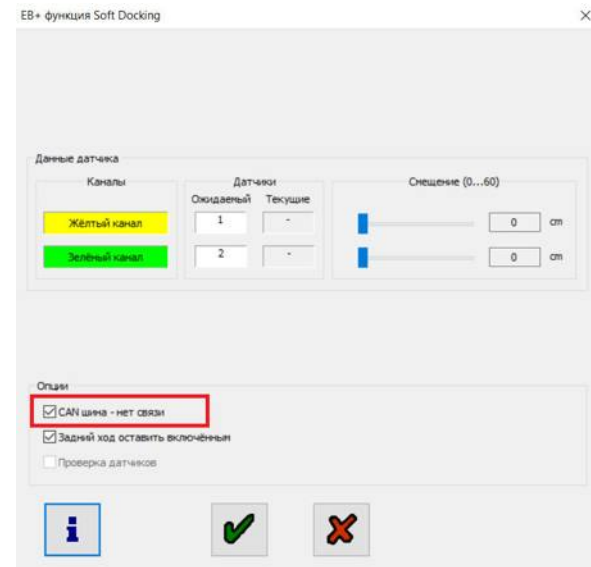 EB+ функция Soft Docking
Данные датчика
Каналы
Датчики
Смещение (0...60)
Ожидаемый Текущие
Жёлтый канал 1 - 0 cm
Зелёный канал 2 - 0 cm
Опции
CAN шина - нет связи
Задний ход оставить включённым
Проверка датчиков
i